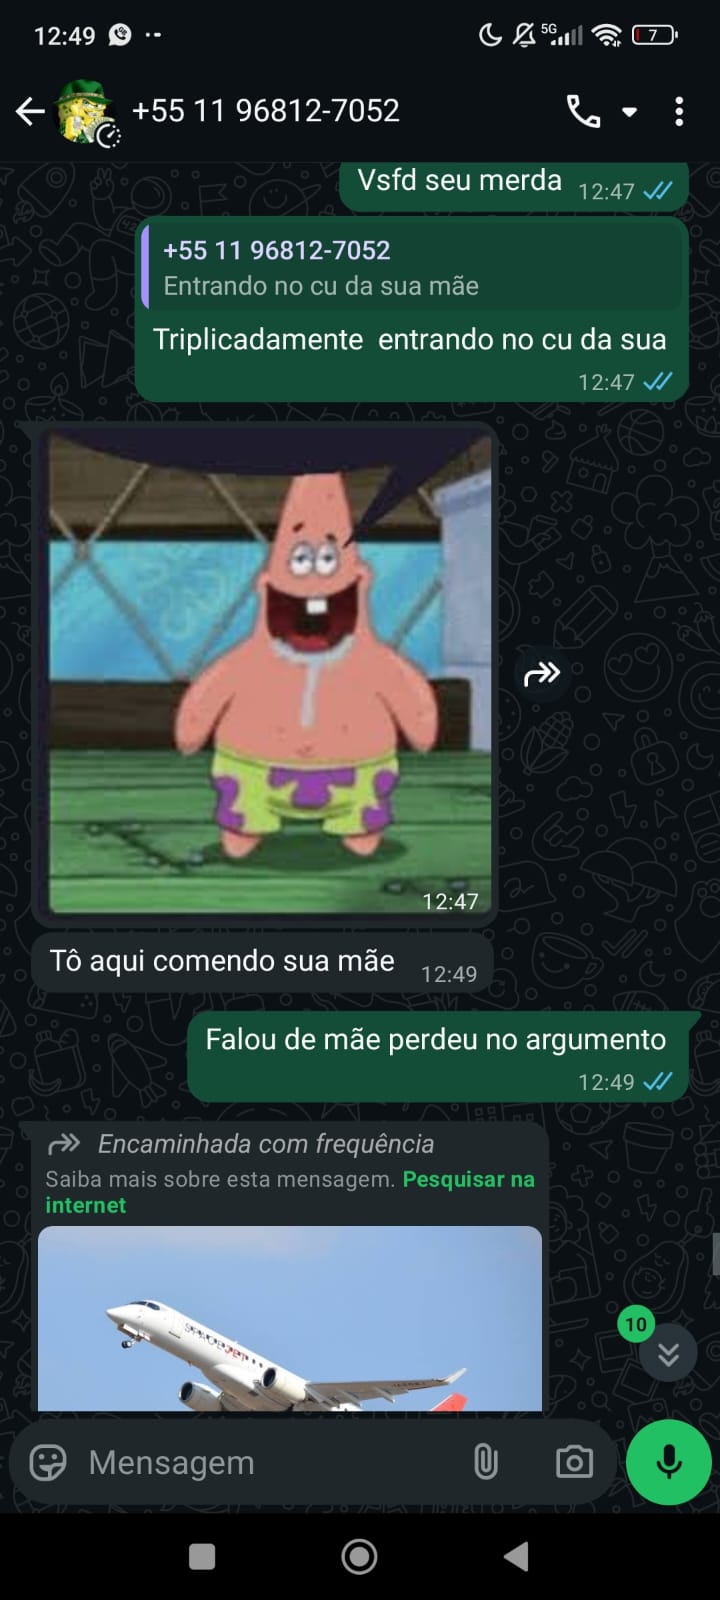 12:49
5G
7
+55 11 96812-7052
Vsfd seu merda 12:47
+55 11 96812-7052
Entrando no cu da sua mãe
Triplicadamente entrando no cu da sua
12:47
12:47
Tô aqui comendo sua mãe 12:49
Falou de mãe perdeu no argumento
12:49
Encaminhada com frequência
Saiba mais sobre esta mensagem. Pesquisar na
internet
SPACEJET
10
Mensagem